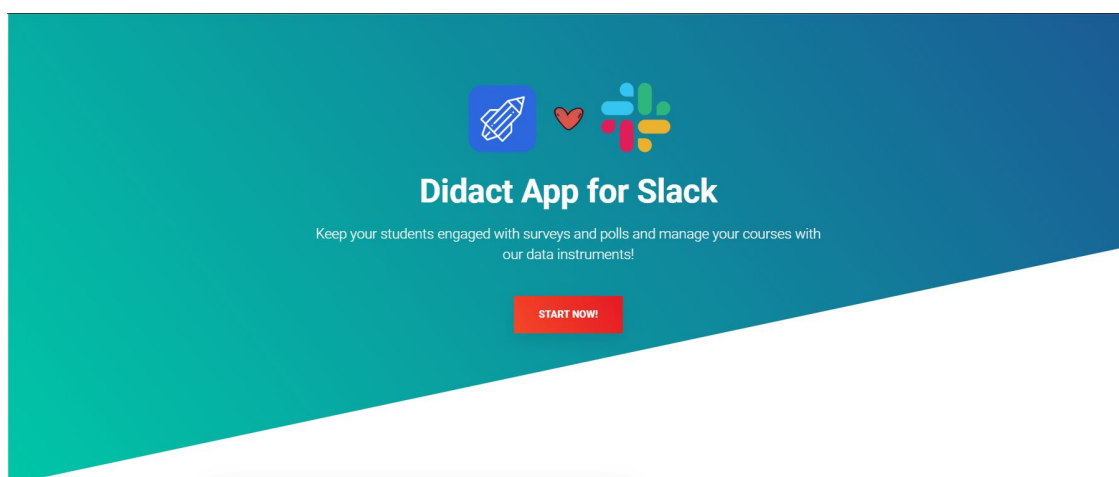 Didact App for Slack
Keep your students engaged with surveys and polls and manage your courses with
our data instruments!
START NOW!